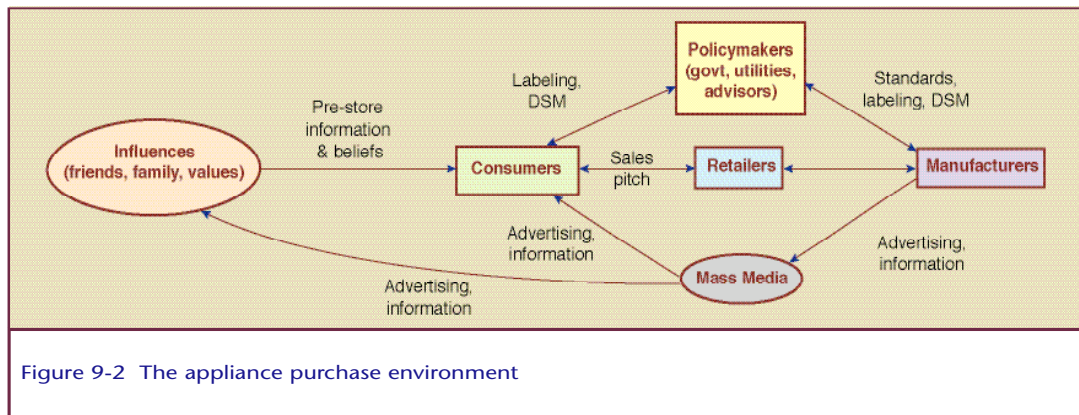 Policymakers
(govt, utilities,
advisors)
Labeling,
DSM
Standards,
labeling, DSM
Pre-store
information
& beliefs
Influences
(friends, family, values)
Consumers
Sales
pitch
Retailers
Manufacturers
Advertising,
information
Advertising,
information
Mass Media
Advertising,
information
Figure 9-2 The appliance purchase environment